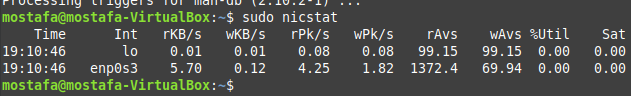 Processing triggers for man-db (2.10.2-1) ...
mostafa@mostafa-VirtualBox:~$ sudo nicstat
Time Int rKB/s wKB/s rPk/s wPk/s rAvs wAvs %Util Sat
19:10:46 lo 0.01 0.01 0.08 0.08 99.15 99.15 0.00 0.00
19:10:46 enp0s3 5.70 0.12 4.25 1.82 1372.4 69.94 0.00 0.00
mostafa@mostafa-VirtualBox:~$